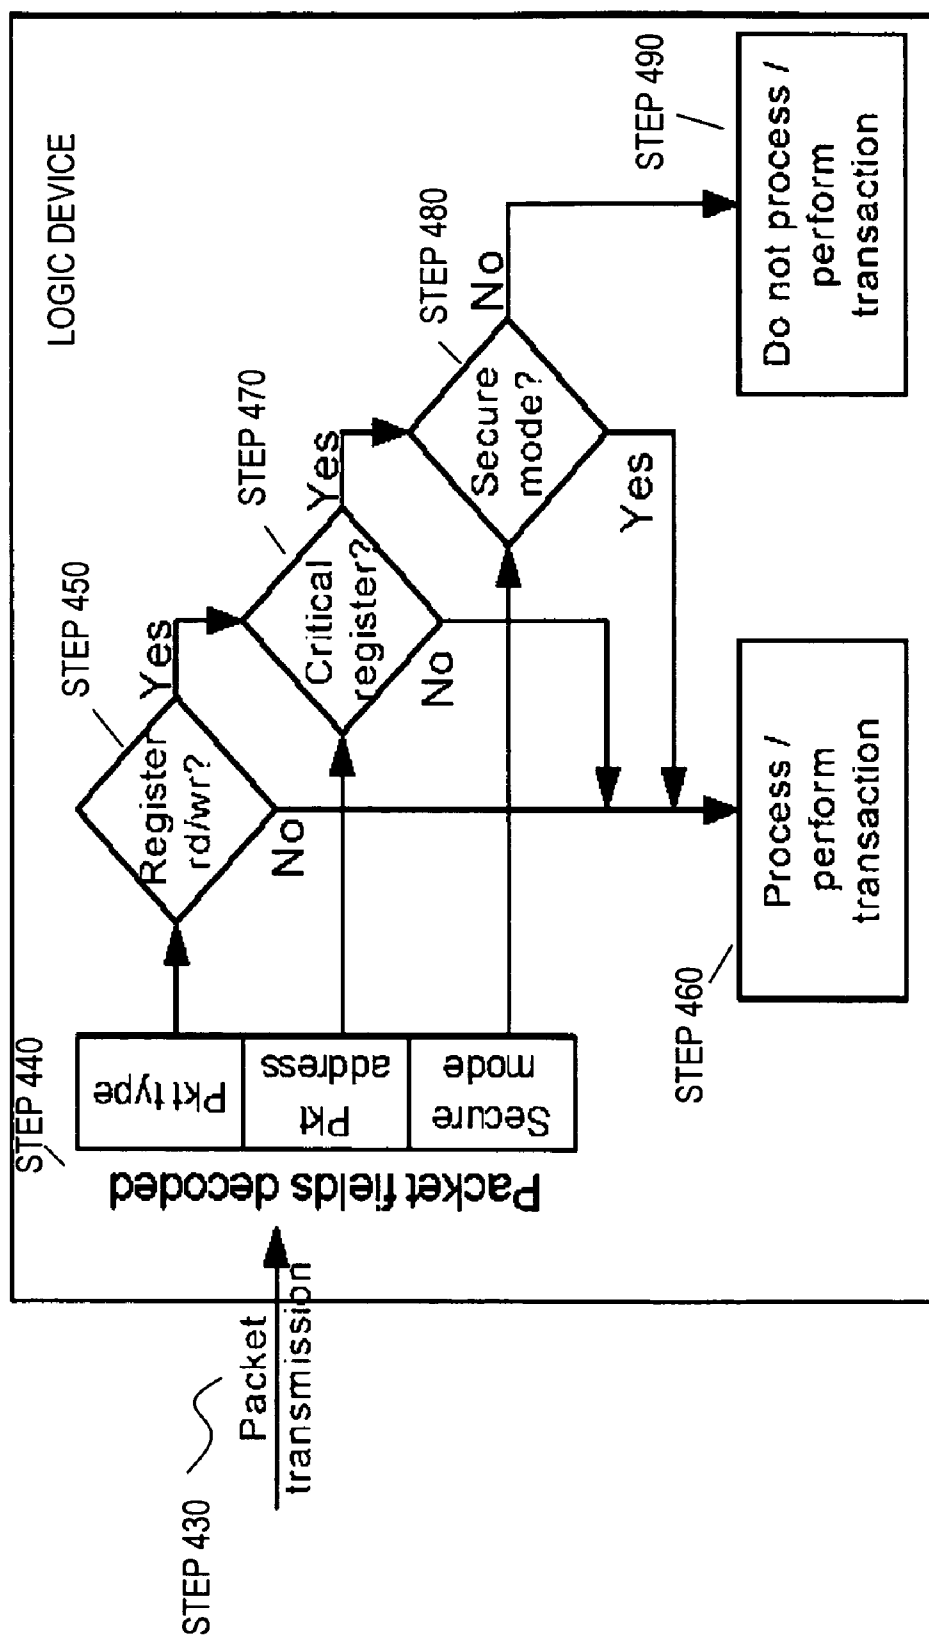 LOGIC DEVICE
STEP 430
Packet
transmission
STEP 440
Packet fields decoded
Pkt type
Pkt
address
Secure
mode
STEP 450
Register
rd/wr?
Yes
No
STEP 470
Critical
register?
Yes
No
STEP 480
Secure
mode?
No
Yes
STEP 460
Process /
perform
transaction
STEP 490
Do not process /
perform
transaction